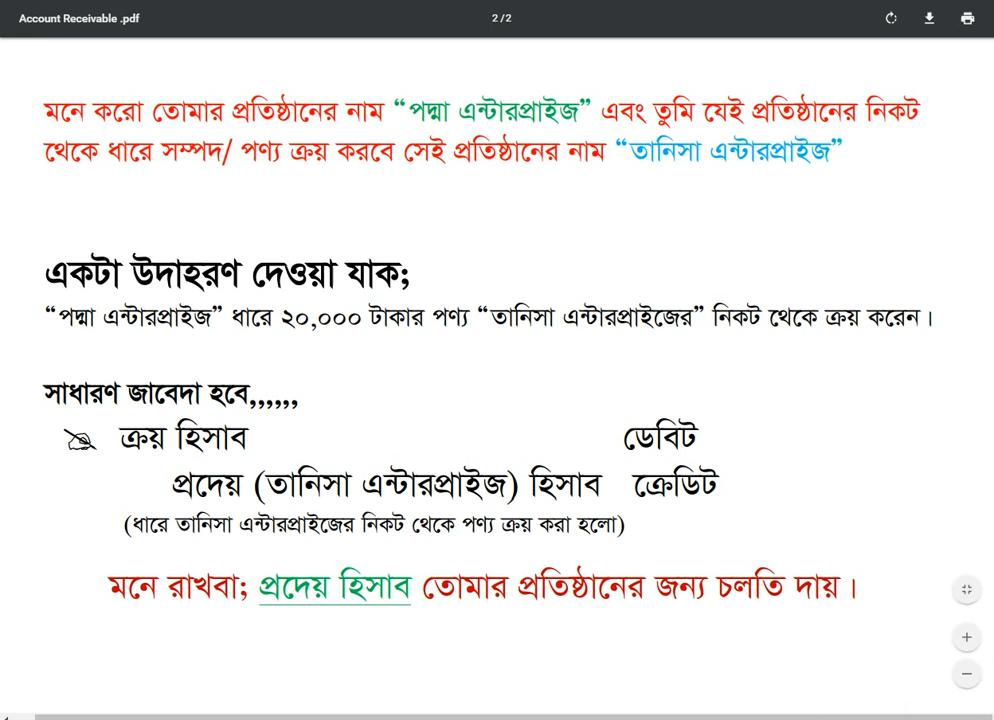 Account Receivable .pdf
2 / 2
মনে করো তোমার প্রতিষ্ঠানের নাম “পদ্মা এন্টারপ্রাইজ” এবং তুমি যেই প্রতিষ্ঠানের নিকট
থেকে ধারে সম্পদ/ পণ্য ক্রয় করবে সেই প্রতিষ্ঠানের নাম “তানিসা এন্টারপ্রাইজ”
একটা উদাহরণ দেওয়া যাক;
“পদ্মা এন্টারপ্রাইজ” ধারে ২০,০০০ টাকার পণ্য “তানিসা এন্টারপ্রাইজের” নিকট থেকে ক্রয় করেন।
সাধারণ জাবেদা হবে,,,,,,
ক্রয় হিসাব ডেবিট
প্রদেয় (তানিসা এন্টারপ্রাইজ) হিসাব ক্রেডিট
(ধারে তানিসা এন্টারপ্রাইজের নিকট থেকে পণ্য ক্রয় করা হলো)
মনে রাখবা; প্রদেয় হিসাব তোমার প্রতিষ্ঠানের জন্য চলতি দায়।